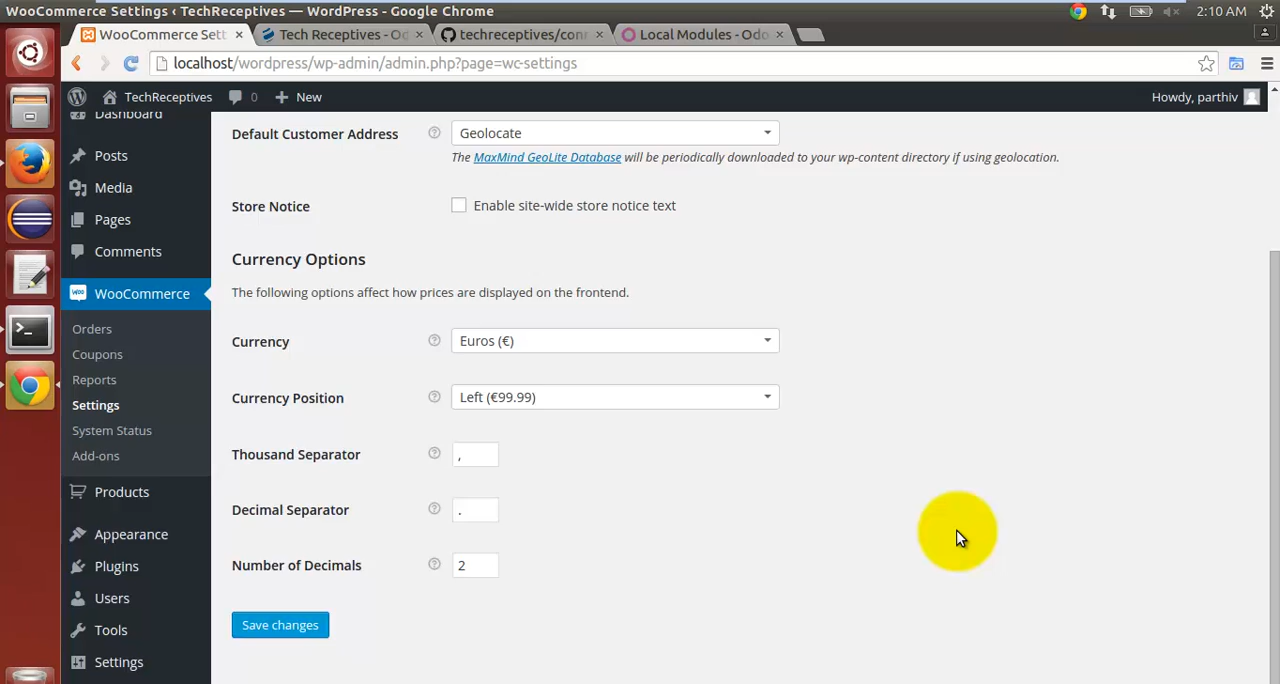 WooCommerce Settings ‹ TechReceptives — WordPress - Google Chrome
2:10 AM
WooCommerce Sett ×
Tech Receptives - Od ×
techreceptives/conn ×
Local Modules - Odo ×
localhost/wordpress/wp-admin/admin.php?page=wc-settings
TechReceptives 0 + New Howdy, parthiv
Dashboard
Posts
Media
Pages
Comments
WooCommerce
Orders
Coupons
Reports
Settings
System Status
Add-ons
Products
Appearance
Plugins
Users
Tools
Settings
Default Customer Address ? Geolocate
The MaxMind GeoLite Database will be periodically downloaded to your wp-content directory if using geolocation.
Store Notice Enable site-wide store notice text
Currency Options
The following options affect how prices are displayed on the frontend.
Currency ? Euros (€)
Currency Position ? Left (€99.99)
Thousand Separator ? ,
Decimal Separator ? .
Number of Decimals ? 2
Save changes